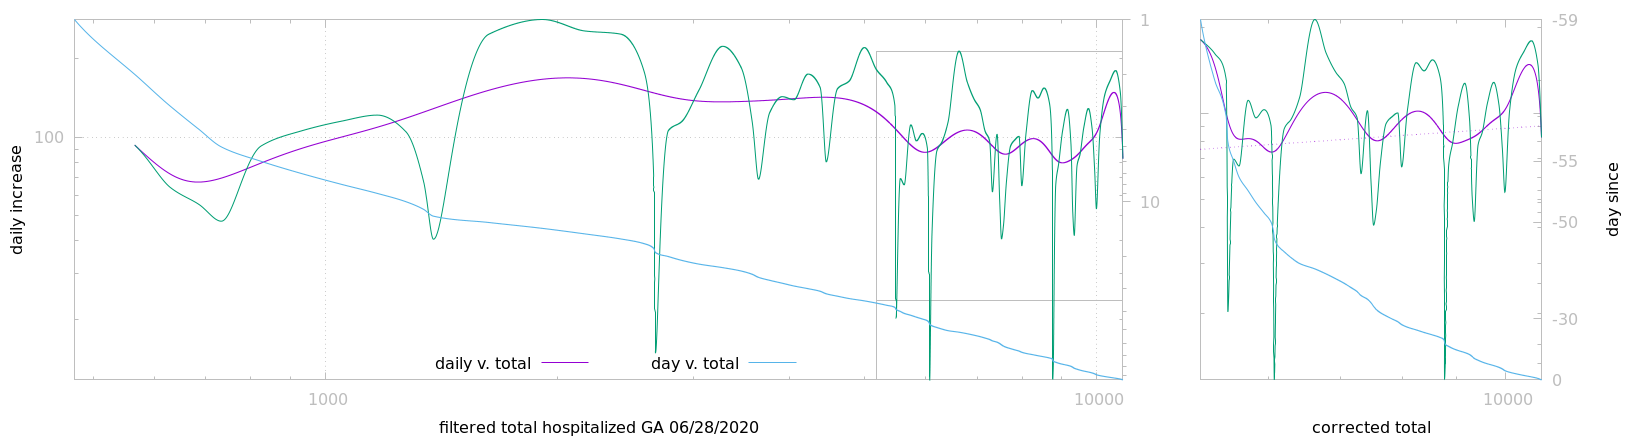 1
-59
100
daily increase
-55
10
-50
day since
-30
daily v. total
day v. total
0
1000
10000
10000
filtered total hospitalized GA 06/28/2020
corrected total